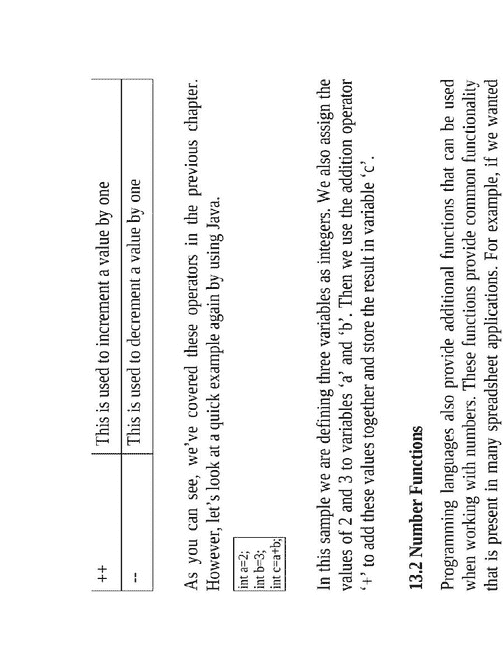 ++ This is used to increment a value by one
-- This is used to decrement a value by one
As you can see, we’ve covered these operators in the previous chapter.
However, let’s look at a quick example again by using Java.
int a=2;
int b=3;
int c=a+b;
In this sample we are defining three variables as integers. We also assign the
values of 2 and 3 to variables ‘a’ and ‘b’. Then we use the addition operator
‘+’ to add these values together and store the result in variable ‘c’.
13.2 Number Functions
Programming languages also provide additional functions that can be used
when working with numbers. These functions provide common functionality
that is present in many spreadsheet applications. For example, if we wanted